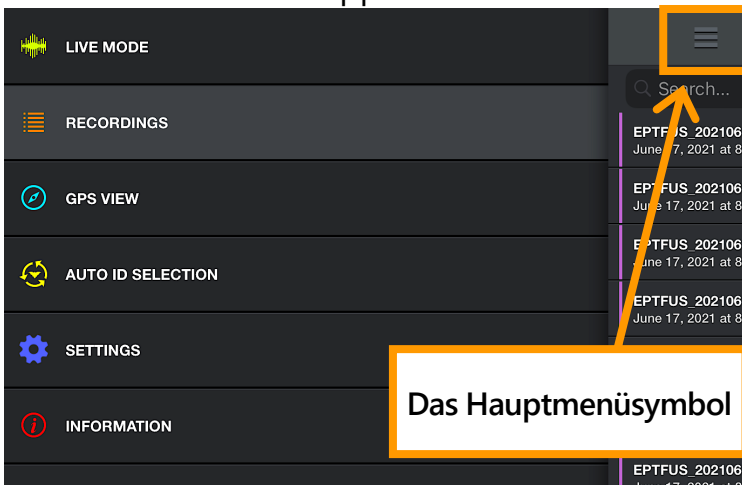 LIVE MODE
RECORDINGS
GPS VIEW
AUTO ID SELECTION
SETTINGS
INFORMATION
Search...
EPTFUS_202106
June 17, 2021 at 8
EPTFUS_202106
June 17, 2021 at 8
EPTFUS_202106
June 17, 2021 at 8
EPTFUS_202106
June 17, 2021 at 8
Das Hauptmenüsymbol
EPTFUS_202106